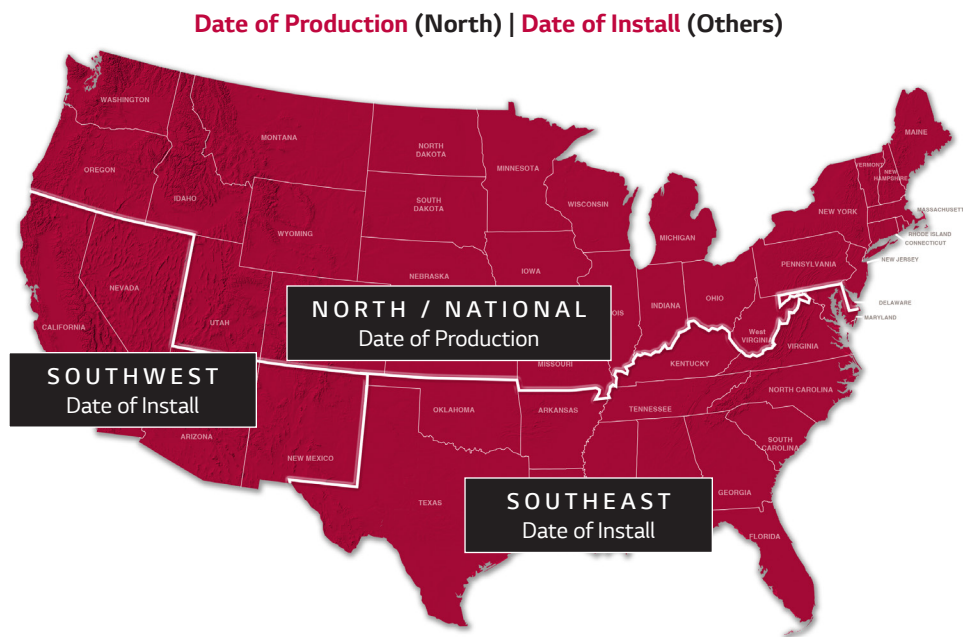 Date of Production (North) | Date of Install (Others)
WASHINGTON
MONTANA
NORTH
DAKOTA
MINNESOTA
MAINE
OREGON
IDAHO
VERMONT
NEW
HAMPSHIRE
SOUTH
DAKOTA
WISCONSIN
WYOMING
MICHIGAN
NEW YORK
MASSACHUSETT
RHODE ISLAND
CONNECTICUT
NEW JERSEY
PENNSYLVANIA
NEBRASKA
IOWA
NEVADA
UTAH
CALIFORNIA
NORTH / NATIONAL
Date of Production
OIS
INDIANA
OHIO
DELAWARE
MARYLAND
West
VIRGINIA
VIRGINIA
MISSOURI
KENTUCKY
SOUTHWEST
Date of Install
NORTH CAROLINA
TENNESSEE
OKLAHOMA
ARKANSAS
ARIZONA
NEW MEXICO
SOUTH
CAROLINA
TEXAS
SOUTHEAST
Date of Install
GEORGIA
FLORIDA